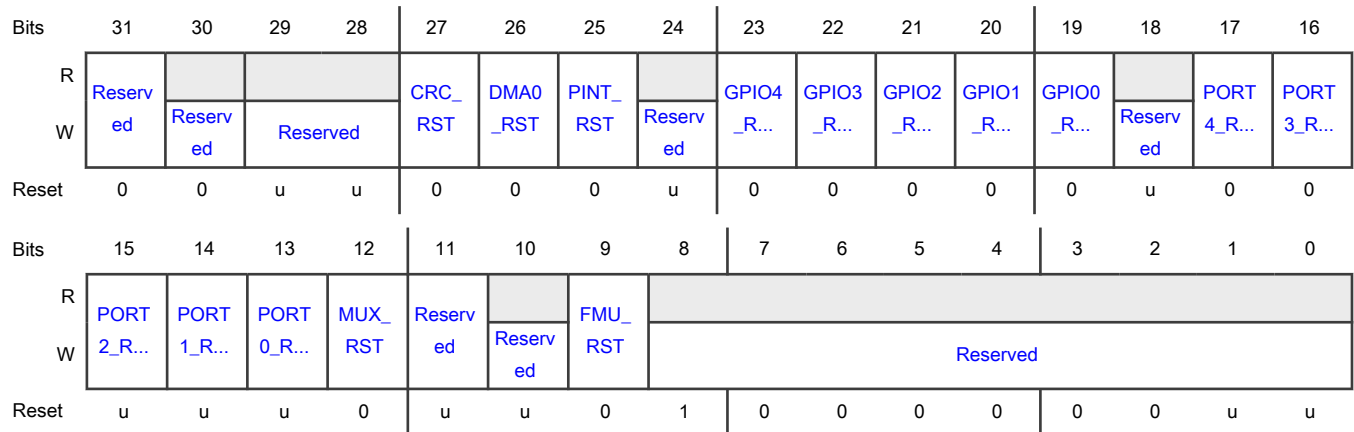 Bits 31 30 29 28 27 26 25 24 23 22 21 20 19 18 17 16
R
Reserv
ed
CRC_
RST
DMA0
_RST
PINT_
RST
GPIO4
_R...
GPIO3
_R...
GPIO2
_R...
GPIO1
_R...
GPIO0
_R...
PORT
4_R...
PORT
3_R...
W
Reserv
ed
Reserved
Reserv
ed
Reserv
ed
Reset 0 0 u u 0 0 0 u 0 0 0 0 0 u 0 0
Bits 15 14 13 12 11 10 9 8 7 6 5 4 3 2 1 0
R
PORT
2_R...
PORT
1_R...
PORT
0_R...
MUX_
RST
Reserv
ed
FMU_
RST
W
Reserv
ed
Reserved
Reset u u u 0 u u 0 1 0 0 0 0 0 0 u u